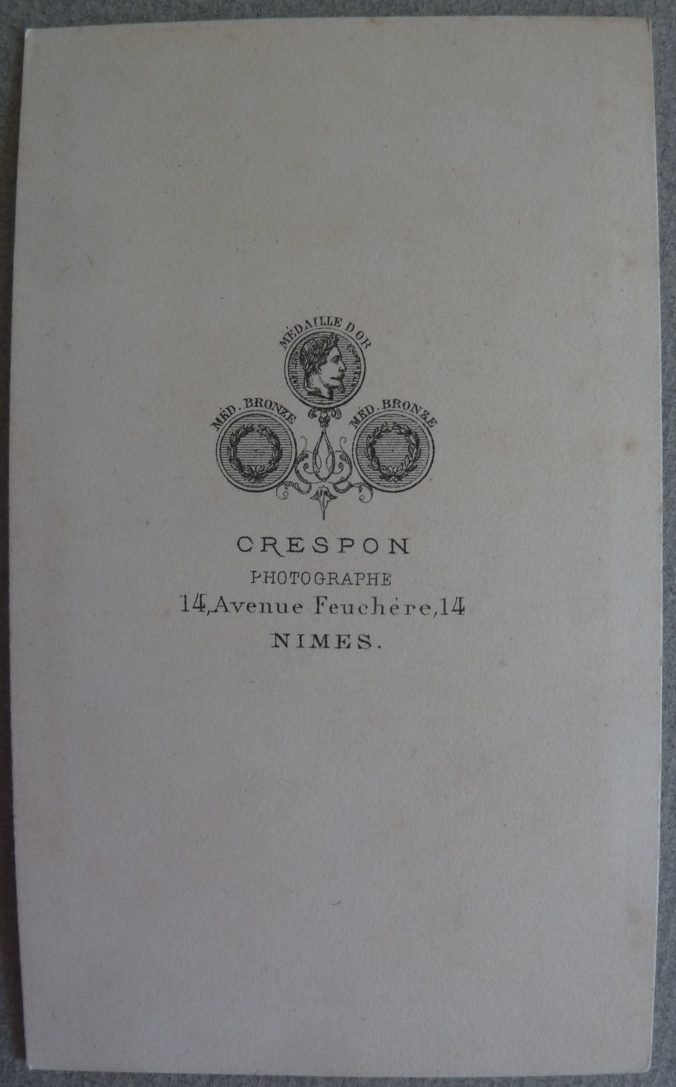 MÉDAILLE D'OR
MÉD. BRONZE
MÉD. BRONZE
CRESPON
PHOTOGRAPHE
14, Avenue Feuchère, 14
NIMES.